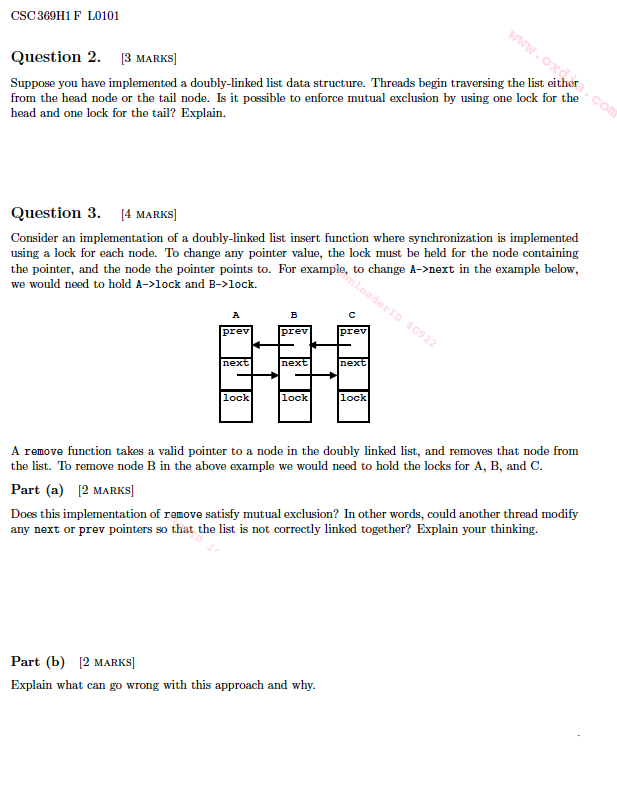 CSC369H1 F L0101
Question 2. [3 MARKS]
Suppose you have implemented a doubly-linked list data structure. Threads begin traversing the list either
from the head node or the tail node. Is it possible to enforce mutual exclusion by using one lock for the
head and one lock for the tail? Explain.
www.oxdia.com
Question 3. [4 MARKS]
Consider an implementation of a doubly-linked list insert function where synchronization is implemented
using a lock for each node. To change any pointer value, the lock must be held for the node containing
the pointer, and the node the pointer points to. For example, to change A->next in the example below,
we would need to hold A->lock and B->lock.
DownloaderID 40922
A B C
prev prev prev
next next next
lock lock lock
A remove function takes a valid pointer to a node in the doubly linked list, and removes that node from
the list. To remove node B in the above example we would need to hold the locks for A, B, and C.
Part (a) [2 MARKS]
Does this implementation of remove satisfy mutual exclusion? In other words, could another thread modify
any next or prev pointers so that the list is not correctly linked together? Explain your thinking.
Part (b) [2 MARKS]
Explain what can go wrong with this approach and why.
.